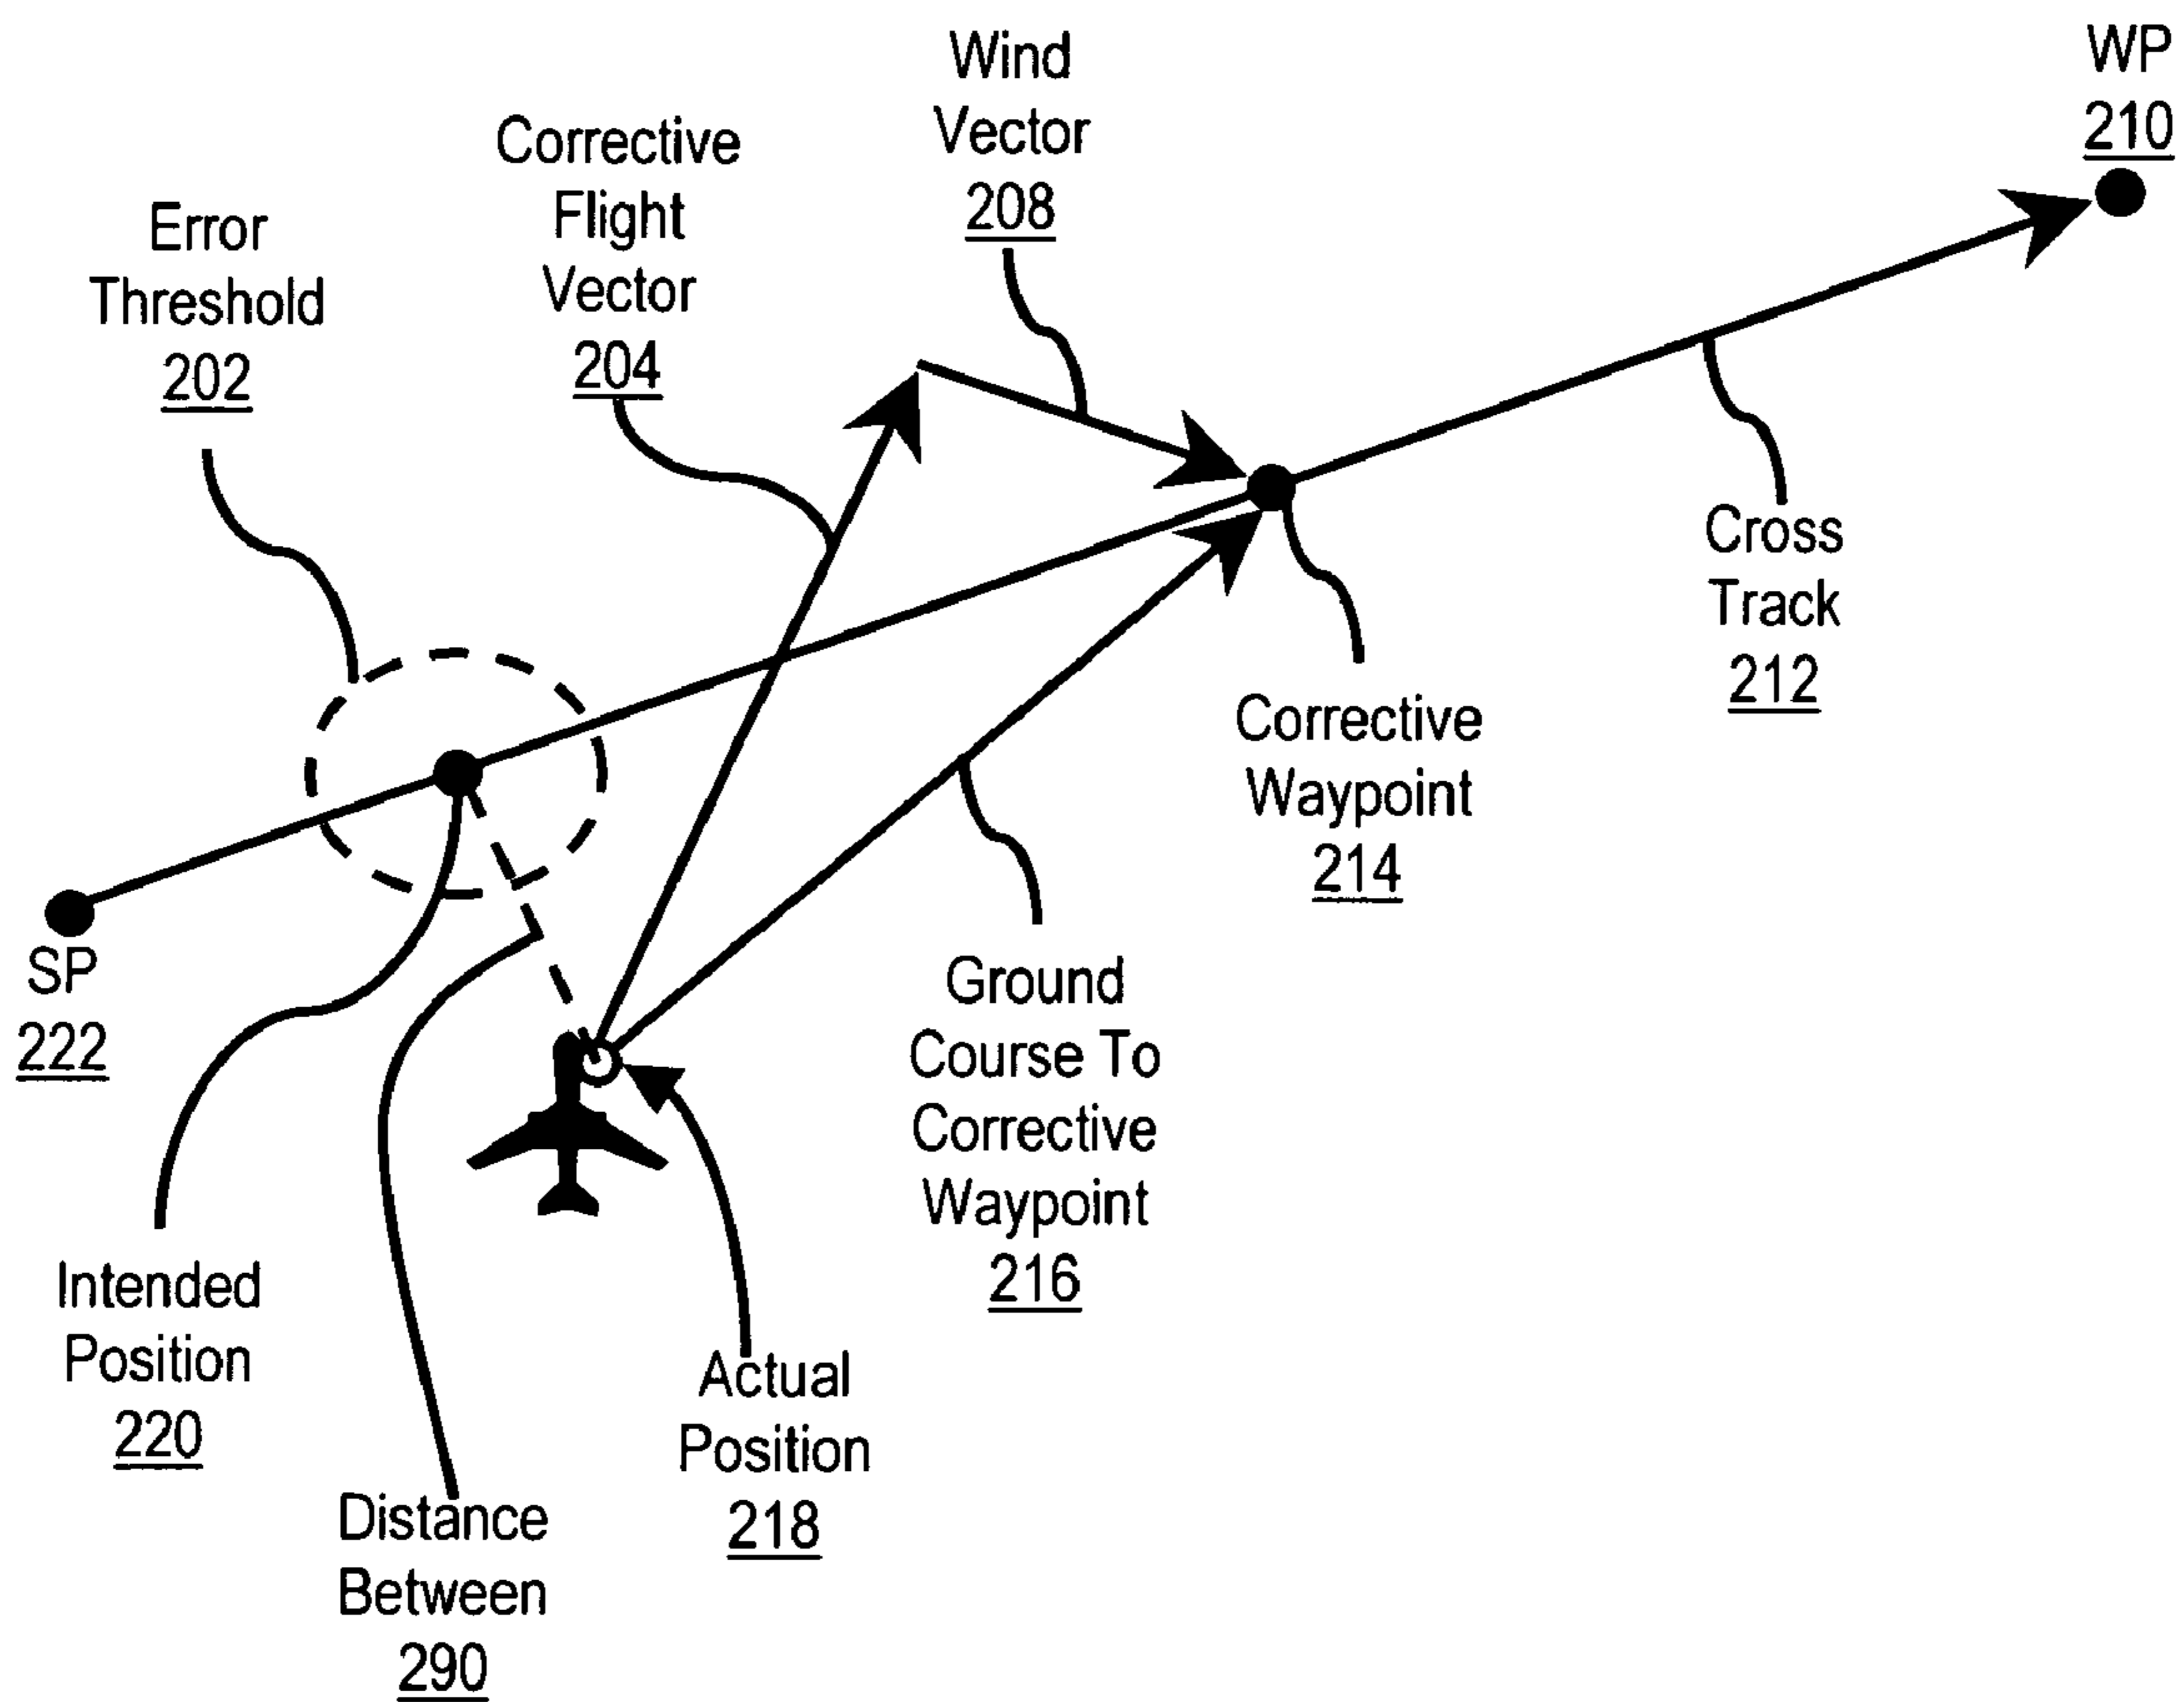 Wind
Vector
208
WP
210
Corrective
Flight
Vector
204
Error
Threshold
202
Cross
Track
212
Corrective
Waypoint
214
SP
222
Ground
Course To
Corrective
Waypoint
216
Intended
Position
220
Actual
Position
218
Distance
Between
290